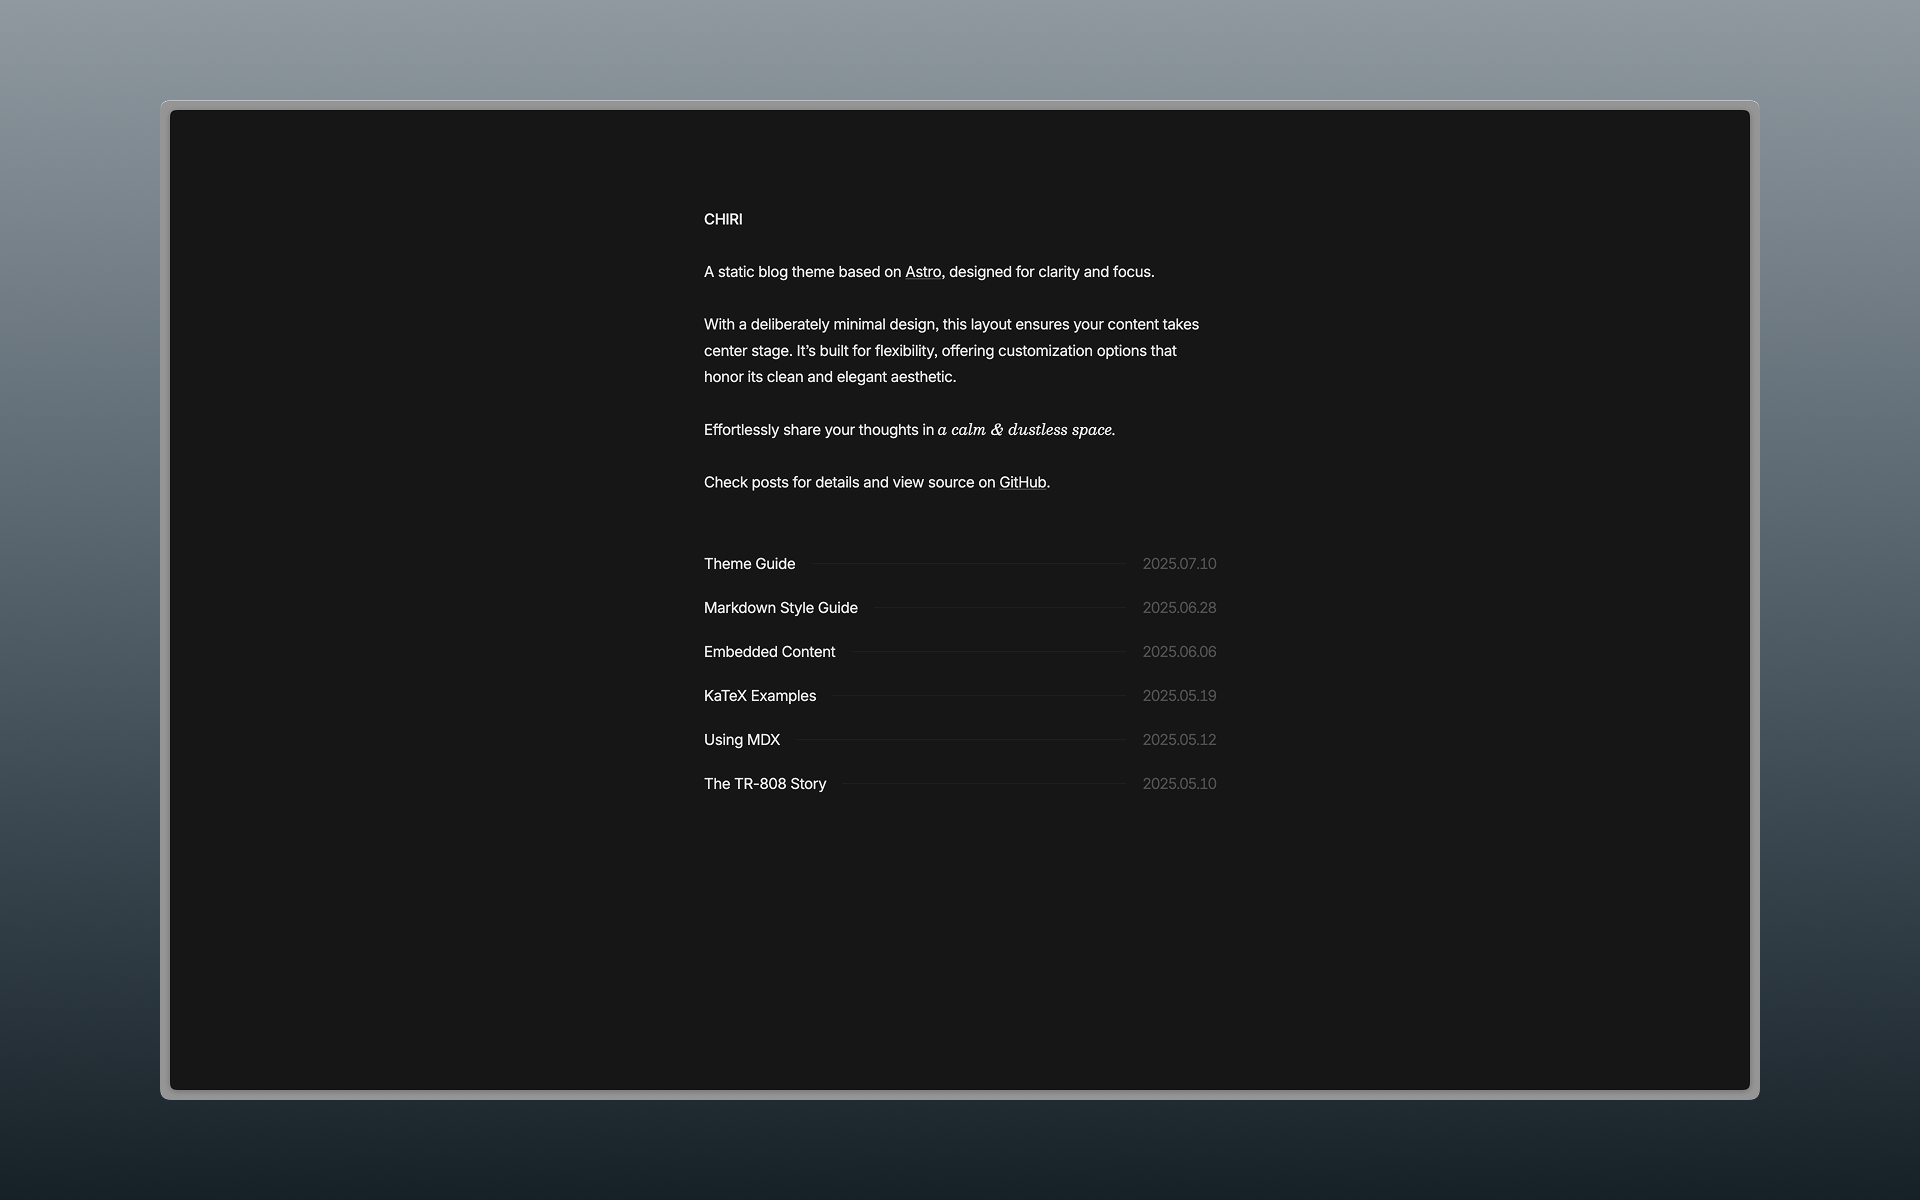 CHIRI
A static blog theme based on Astro, designed for clarity and focus.
With a deliberately minimal design, this layout ensures your content takes
center stage. It’s built for flexibility, offering customization options that
honor its clean and elegant aesthetic.
Effortlessly share your thoughts in a calm & dustless space.
Check posts for details and view source on GitHub.
Theme Guide 2025.07.10
Markdown Style Guide 2025.06.28
Embedded Content 2025.06.06
KaTeX Examples 2025.05.19
Using MDX 2025.05.12
The TR-808 Story 2025.05.10